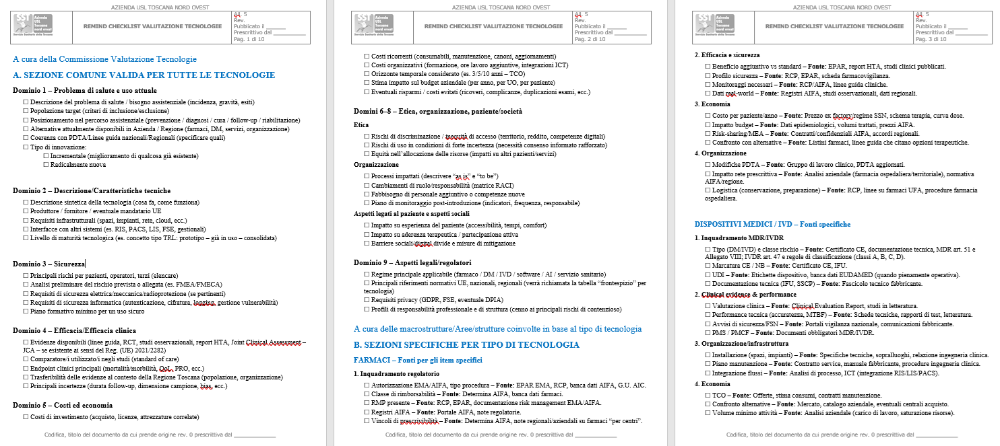 AZIENDA USL TOSCANA NORD OVEST
SST
Azienda
USL
Toscana
nord ovest
Servizio Sanitario della Toscana
REMIND CHECKLIST VALUTAZIONE TECNOLOGIE
All. 5
Rev.
Pubblicato il ______
Prescrittivo dal __________
Pag. 1 di 10
A cura della Commissione Valutazione Tecnologie
A. SEZIONE COMUNE VALIDA PER TUTTE LE TECNOLOGIE
Dominio 1 – Problema di salute e uso attuale
☐ Descrizione del problema di salute / bisogno assistenziale (incidenza, gravità, esiti)
☐ Popolazione target (criteri di inclusione/esclusione)
☐ Posizionamento nel percorso assistenziale (prevenzione / diagnosi / cura / follow-up / riabilitazione)
☐ Alternative attualmente disponibili in Azienda / Regione (farmaci, DM, servizi, organizzazione)
☐ Coerenza con PDTA/Linee guida nazionali/Regionali (specificare quali)
☐ Tipo di innovazione:
☐ Incrementale (miglioramento di qualcosa già esistente)
☐ Radicalmente nuova
Dominio 2 – Descrizione/Caratteristiche tecniche
☐ Descrizione sintetica della tecnologia (cosa fa, come funziona)
☐ Produttore / fornitore / eventuale mandatario UE
☐ Requisiti infrastrutturali (spazi, impianti, rete, cloud, ecc.)
☐ Interfacce con altri sistemi (es. RIS, PACS, LIS, FSE, gestionali)
☐ Livello di maturità tecnologica (es. concetto tipo TRL: prototipo – già in uso – consolidata)
Dominio 3 – Sicurezza
☐ Principali rischi per pazienti, operatori, terzi (elencare)
☐ Analisi preliminare del rischio prevista o allegata (es. FMEA/FMECA)
☐ Requisiti di sicurezza elettrica/meccanica/radioprotezione (se pertinenti)
☐ Requisiti di sicurezza informatica (autenticazione, cifratura, logging, gestione vulnerabilità)
☐ Piano formativo minimo per un uso sicuro
Dominio 4 – Efficacia/Efficacia clinica
☐ Evidenze disponibili (linee guida, RCT, studi osservazionali, report HTA, Joint Clinical Assessment –
JCA – se esistente ai sensi del Reg. (UE) 2021/2282)
☐ Comparatore/i utilizzato/i negli studi (standard of care)
☐ Endpoint clinici principali (mortalità/morbilità, QoL, PRO, ecc.)
☐ Trasferibilità delle evidenze al contesto della Regione Toscana (popolazione, organizzazione)
☐ Principali incertezze (durata follow-up, dimensione campione, bias, ecc.)
Dominio 5 – Costi ed economia
☐ Costi di investimento (acquisto, licenze, attrezzature correlate)
Codifica, titolo del documento da cui prende origine rev. 0 prescrittiva dal ____________
AZIENDA USL TOSCANA NORD OVEST
SST
Azienda
USL
Toscana
nord ovest
Servizio Sanitario della Toscana
REMIND CHECKLIST VALUTAZIONE TECNOLOGIE
All. 5
Rev.
Pubblicato il ______
Prescrittivo dal __________
Pag. 2 di 10
☐ Costi ricorrenti (consumabili, manutenzione, canoni, aggiornamenti)
☐ Costi organizzativi (formazione, ore lavoro aggiuntive, integrazioni ICT)
☐ Orizzonte temporale considerato (es. 3/5/10 anni – TCO)
☐ Stima impatto sul budget aziendale (per anno, per UO, per paziente)
☐ Eventuali risparmi / costi evitati (ricoveri, complicanze, duplicazioni esami, ecc.)
Domini 6–8 – Etica, organizzazione, paziente/società
Etica
☐ Rischi di discriminazione / inequità di accesso (territorio, reddito, competenze digitali)
☐ Rischi di uso in condizioni di forte incertezza (necessità consenso informato rafforzato)
☐ Equità nell’allocazione delle risorse (impatti su altri pazienti/servizi)
Organizzazione
☐ Processi impattati (descrivere “as is” e “to be”)
☐ Cambiamenti di ruolo/responsabilità (matrice RACI)
☐ Fabbisogno di personale aggiuntivo o competenze nuove
☐ Piano di monitoraggio post-introduzione (indicatori, frequenza, responsabile)
Aspetti legati al paziente e aspetti sociali
☐ Impatto su esperienza del paziente (accessibilità, tempi, comfort)
☐ Impatto su aderenza terapeutica / partecipazione attiva
☐ Barriere sociali/digital divide e misure di mitigazione
Dominio 9 – Aspetti legali/regolatori
☐ Regime principale applicabile (farmaco / DM / IVD / software / AI / servizio sanitario)
☐ Principali riferimenti normativi UE, nazionali, regionali (verrà richiamata la tabella “frontespizio” per
tecnologia)
☐ Requisiti privacy (GDPR, FSE, eventuale DPIA)
☐ Profili di responsabilità professionale e di struttura (cenno ai principali rischi di contenzioso)
A cura delle macrostrutture/Aree/strutture coinvolte in base al tipo di tecnologia
B. SEZIONI SPECIFICHE PER TIPO DI TECNOLOGIA
FARMACI – Fonti per gli item specifici
1. Inquadramento regolatorio
☐ Autorizzazione EMA/AIFA, tipo procedura – Fonte: EPAR EMA, RCP, banca dati AIFA, G.U. AIC.
☐ Classe di rimborsabilità – Fonte: Determina AIFA, banca dati farmaci.
☐ RMP presente – Fonte: RCP, EPAR, documentazione risk management EMA/AIFA.
☐ Registri AIFA – Fonte: Portale AIFA, note regolatorie.
☐ Vincoli di prescrivibilità – Fonte: Determina AIFA, note regionali/aziendali su farmaci “per centri”.
Codifica, titolo del documento da cui prende origine rev. 0 prescrittiva dal ____________
AZIENDA USL TOSCANA NORD OVEST
SST
Azienda
USL
Toscana
nord ovest
Servizio Sanitario della Toscana
REMIND CHECKLIST VALUTAZIONE TECNOLOGIE
All. 5
Rev.
Pubblicato il ______
Prescrittivo dal __________
Pag. 3 di 10
2. Efficacia e sicurezza
☐ Beneficio aggiuntivo vs standard – Fonte: EPAR, report HTA, studi clinici pubblicati.
☐ Profilo sicurezza – Fonte: RCP, EPAR, scheda farmacovigilanza.
☐ Monitoraggi necessari – Fonte: RCP/AIFA, linee guida cliniche.
☐ Dati real-world – Fonte: Registri AIFA, studi osservazionali, dati regionali.
3. Economia
☐ Costo per paziente/anno – Fonte: Prezzo ex factory/regime SSN, schema terapia, curva dose.
☐ Impatto budget – Fonte: Dati epidemiologici, volumi trattati, prezzi AIFA.
☐ Risk-sharing/MEA – Fonte: Contratti/confidenziali AIFA, accordi regionali.
☐ Confronto con alternative – Fonte: Listini farmaci, linee guida che citano opzioni terapeutiche.
4. Organizzazione
☐ Modifiche PDTA – Fonte: Gruppo di lavoro clinico, PDTA aggiornati.
☐ Impatto rete prescrittiva – Fonte: Analisi aziendale (farmacia ospedaliera/territoriale), normativa
AIFA/regione.
☐ Logistica (conservazione, preparazione) – Fonte: RCP, linee su farmaci UFA, procedure farmacia
ospedaliera.
DISPOSITIVI MEDICI / IVD – Fonti specifiche
1. Inquadramento MDR/IVDR
☐ Tipo (DM/IVD) e classe rischio – Fonte: Certificato CE, documentazione tecnica, MDR art. 51 e
Allegato VIII; IVDR art. 47 e regole di classificazione (classi A, B, C, D).
☐ Marcatura CE / NB – Fonte: Certificato CE, IFU.
☐ UDI – Fonte: Etichette dispositivo, banca dati EUDAMED (quando pienamente operativa).
☐ Documentazione tecnica (IFU, SSCP) – Fonte: Fascicolo tecnico fabbricante.
2. Clinical evidence & performance
☐ Valutazione clinica – Fonte: Clinical Evaluation Report, studi in letteratura.
☐ Performance tecnica (accuratezza, MTBF) – Fonte: Schede tecniche, rapporti di test, letteratura.
☐ Avvisi di sicurezza/FSN – Fonte: Portali vigilanza nazionale, comunicazioni fabbricante.
☐ PMS / PMCF – Fonte: Documenti obbligatori MDR/IVDR.
3. Organizzazione/infrastruttura
☐ Installazione (spazi, impianti) – Fonte: Specifiche tecniche, sopralluoghi, relazione ingegneria clinica.
☐ Piano manutenzione – Fonte: Contratto service, manuale fabbricante, procedure ingegneria clinica.
☐ Integrazione flussi – Fonte: Analisi di processo, ICT (integrazione RIS/LIS/PACS).
4. Economia
☐ TCO – Fonte: Offerte, stima consumi, contratti manutenzione.
☐ Confronto alternative – Fonte: Mercato, catalogo aziendale, eventuali centrali acquisto.
☐ Volume minimo attività – Fonte: Analisi aziendale (carico di lavoro, saturazione risorse).
Codifica, titolo del documento da cui prende origine rev. 0 prescrittiva dal ____________